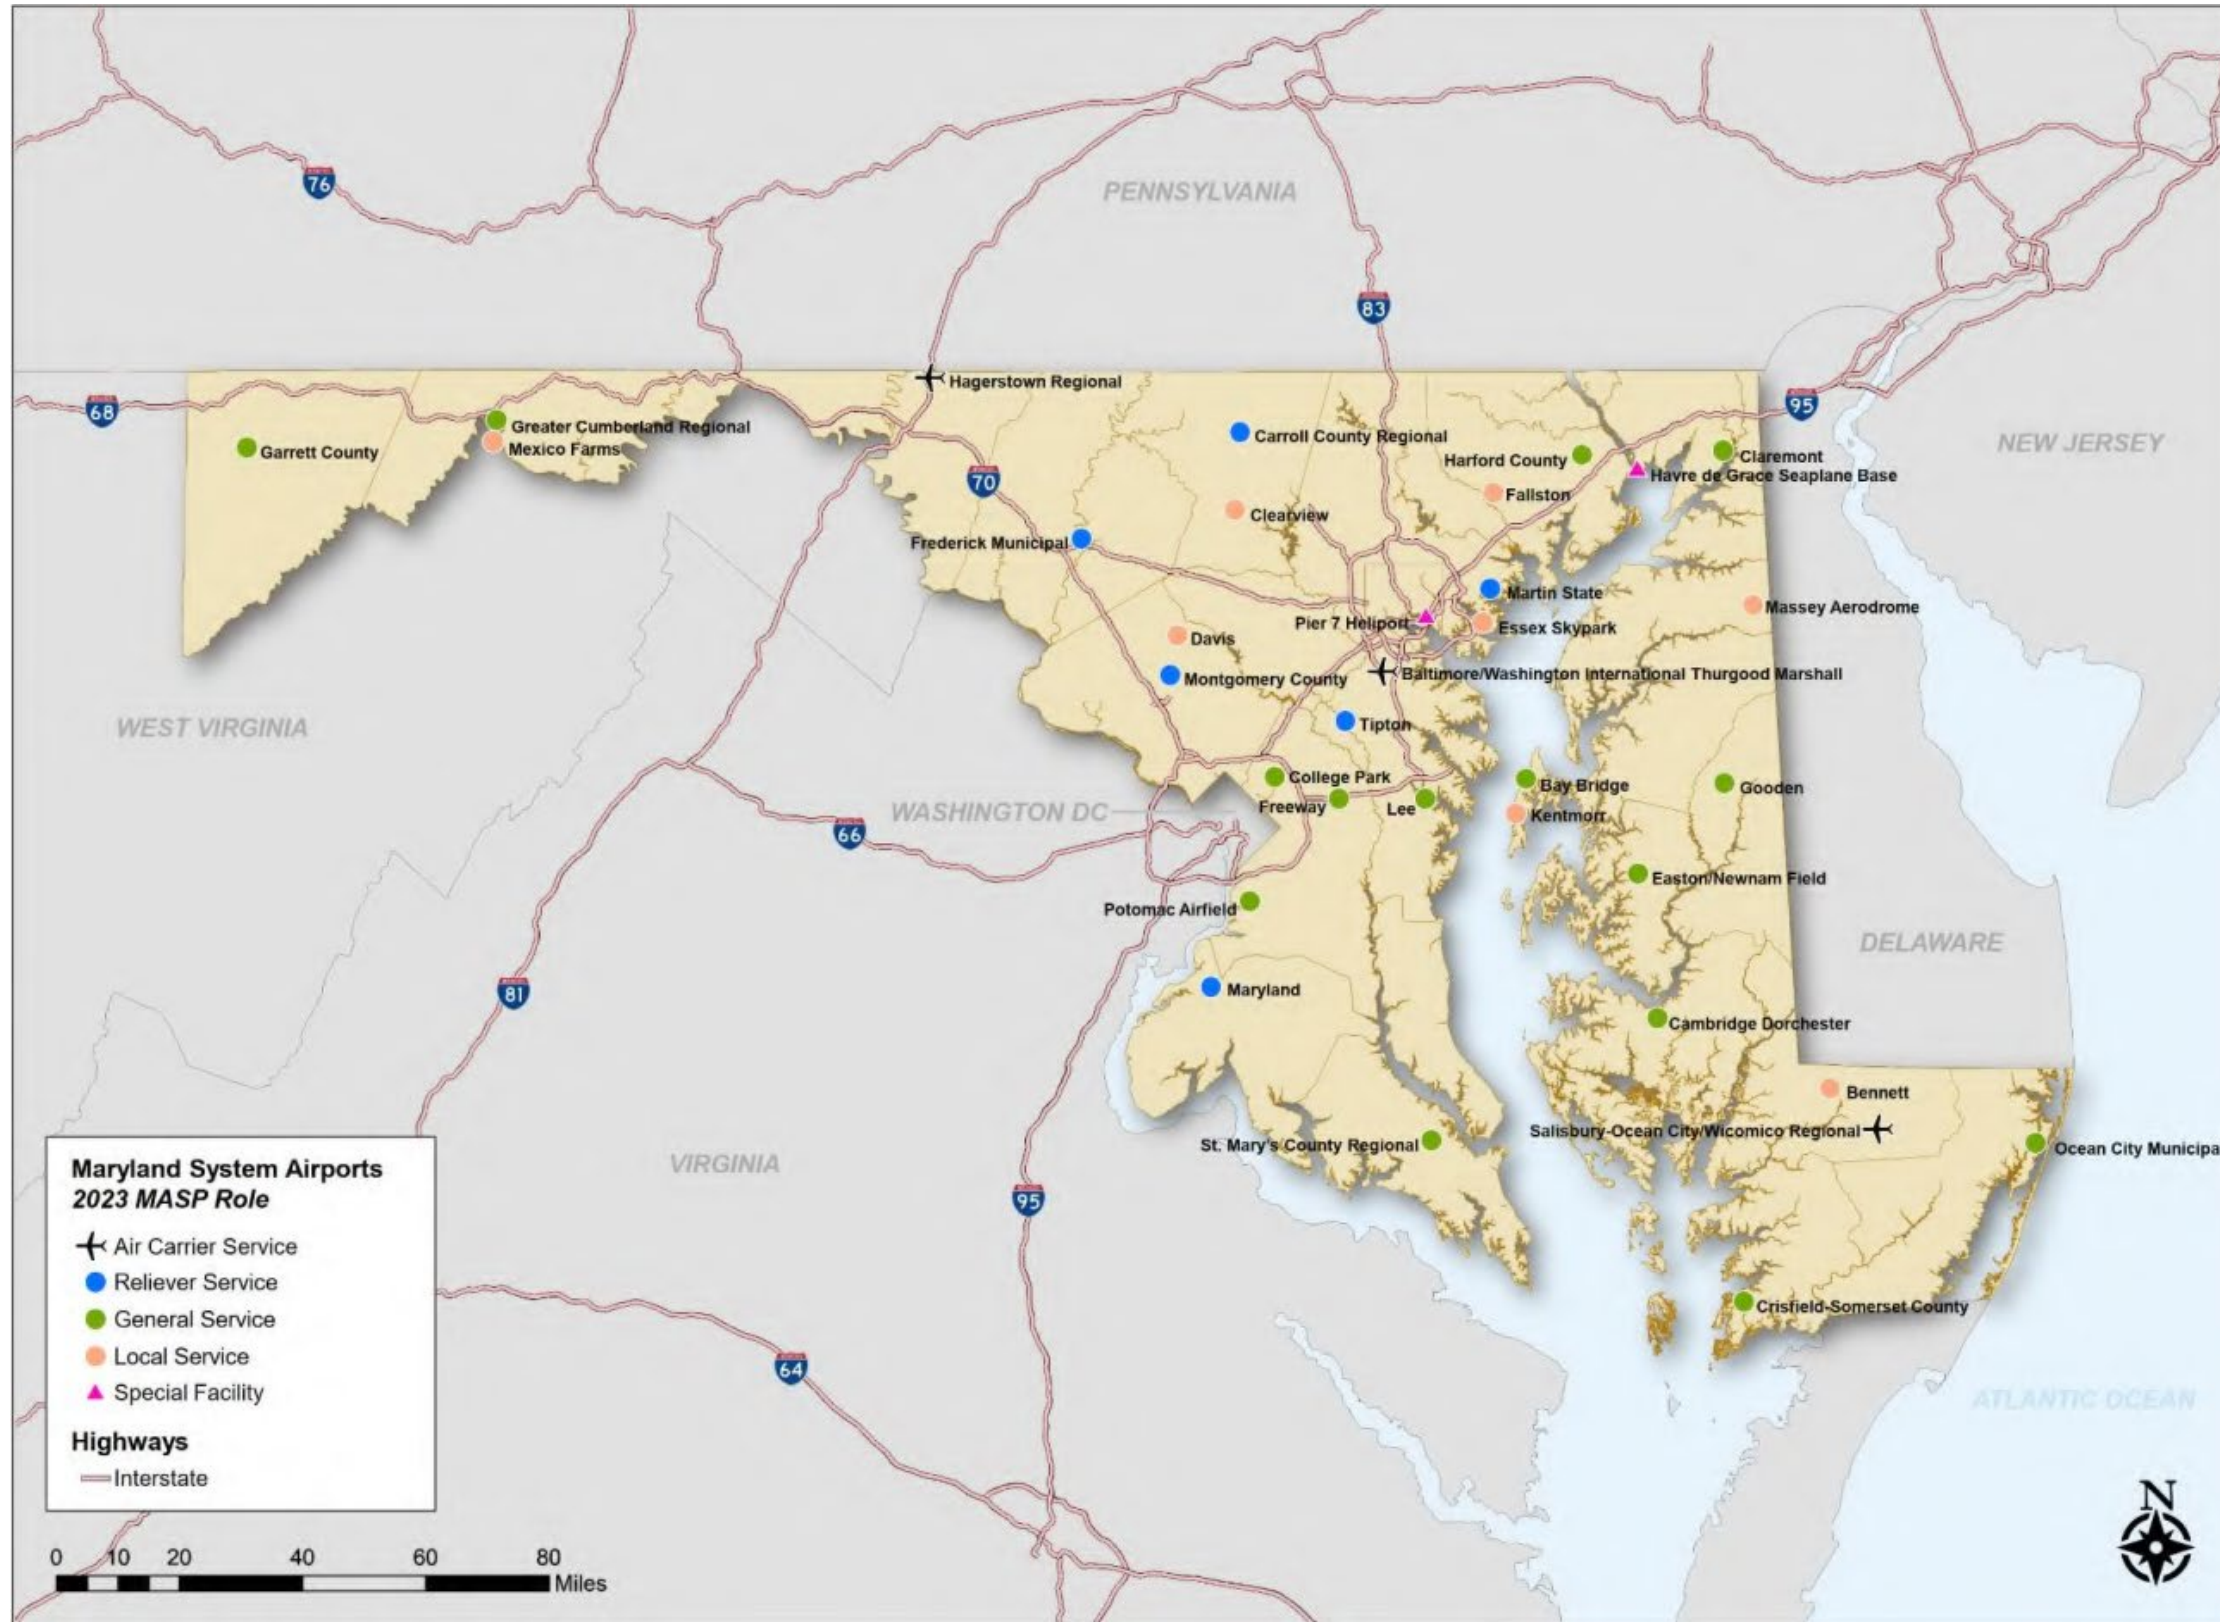 PENNSYLVANIA
76
83
Hagerstown Regional
68
95
Greater Cumberland Regional
Mexico Farms
Garrett County
Carroll County Regional
NEW JERSEY
Harford County
Claremont
Havre de Grace Seaplane Base
70
Fallston
Clearview
Frederick Municipal
Martin State
Massey Aerodrome
Pier 7 Heliport
Essex Skypark
Davis
Baltimore/Washington International Thurgood Marshall
Montgomery County
WEST VIRGINIA
Tipton
College Park
Bay Bridge
Gooden
Freeway
Lee
WASHINGTON DC
Kentmorr
66
Easton/Newnam Field
Potomac Airfield
DELAWARE
81
Maryland
Cambridge Dorchester
Bennett
Salisbury-Ocean City/Wicomico Regional
St. Mary's County Regional
Ocean City Municipa
VIRGINIA
95
Crisfield-Somerset County
64
ATLANTIC OCEAN
Maryland System Airports
2023 MASP Role
Air Carrier Service
Reliever Service
General Service
Local Service
Special Facility
Highways
Interstate
0 10 20 40 60 80
Miles
N